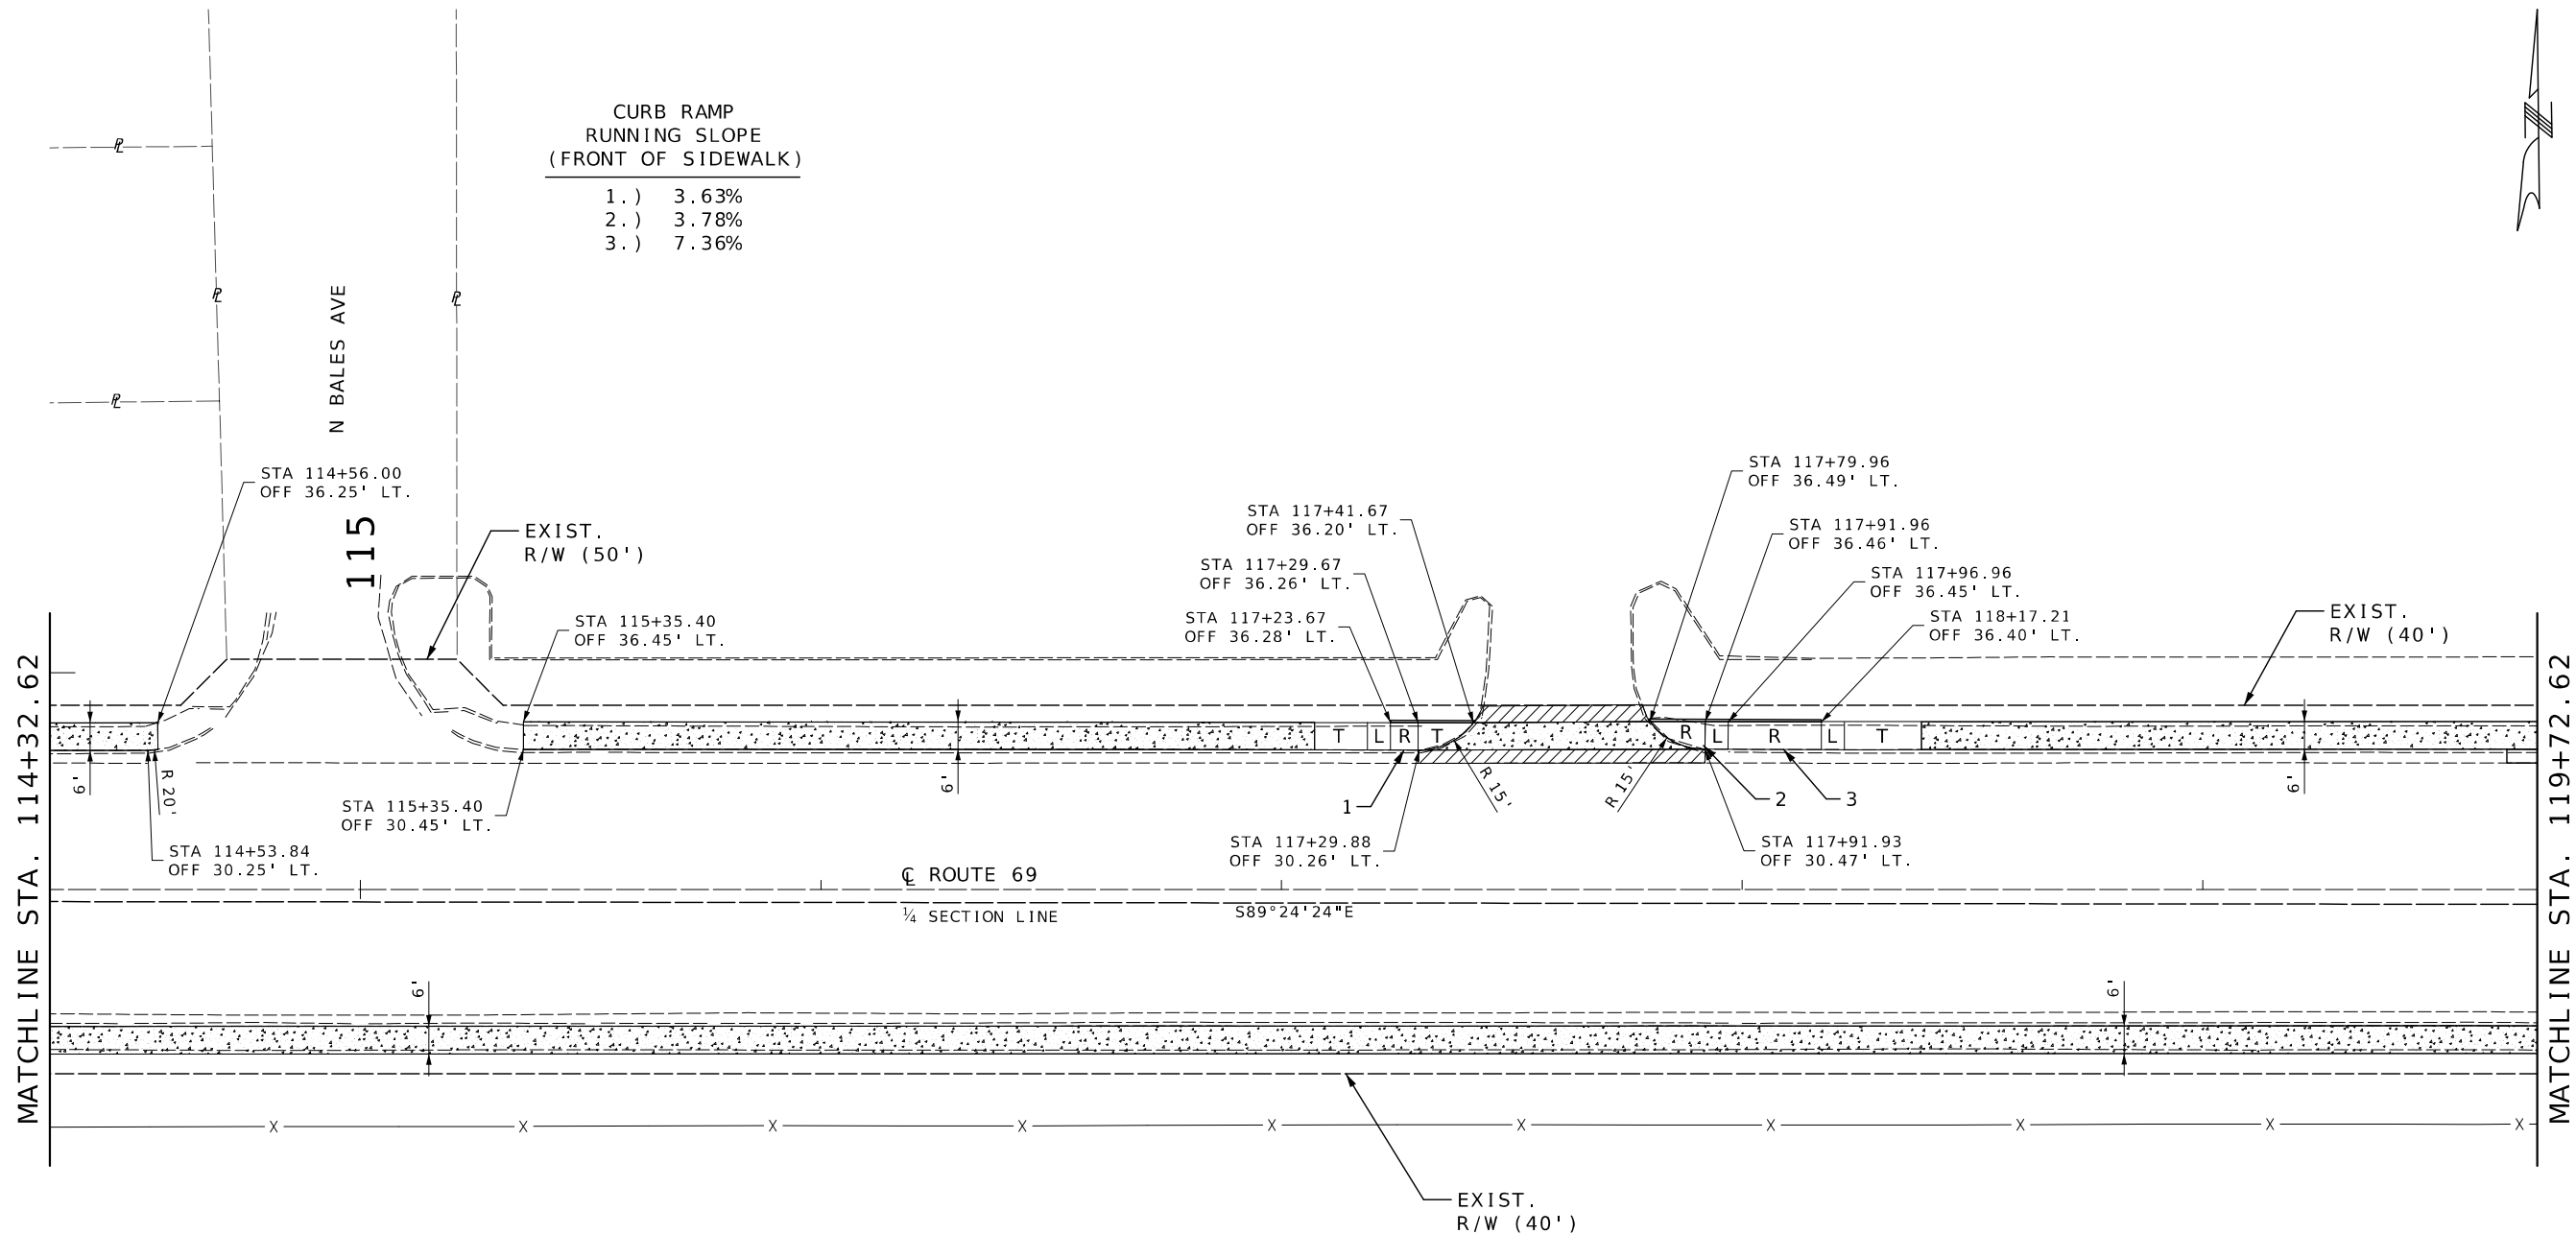 CURB RAMP
RUNNING SLOPE
(FRONT OF SIDEWALK)
1.) 3.63%
2.) 3.78%
3.) 7.36%
N
℄
℄
℄
℄
N BALES AVE
115
STA 114+56.00
OFF 36.25' LT.
EXIST.
R/W (50')
STA 115+35.40
OFF 36.45' LT.
STA 117+41.67
OFF 36.20' LT.
STA 117+29.67
OFF 36.26' LT.
STA 117+23.67
OFF 36.28' LT.
STA 117+79.96
OFF 36.49' LT.
STA 117+91.96
OFF 36.46' LT.
STA 117+96.96
OFF 36.45' LT.
STA 118+17.21
OFF 36.40' LT.
EXIST.
R/W (40')
MATCHLINE STA. 114+32.62
MATCHLINE STA. 119+72.62
T L R T
R L R L T
6'
R 20'
6'
R 15'
R 15'
6'
1
2
3
STA 114+53.84
OFF 30.25' LT.
STA 115+35.40
OFF 30.45' LT.
STA 117+29.88
OFF 30.26' LT.
STA 117+91.93
OFF 30.47' LT.
℄ ROUTE 69
¼ SECTION LINE
S89°24'24"E
6'
6'
X X X X X X X X X X
EXIST.
R/W (40')